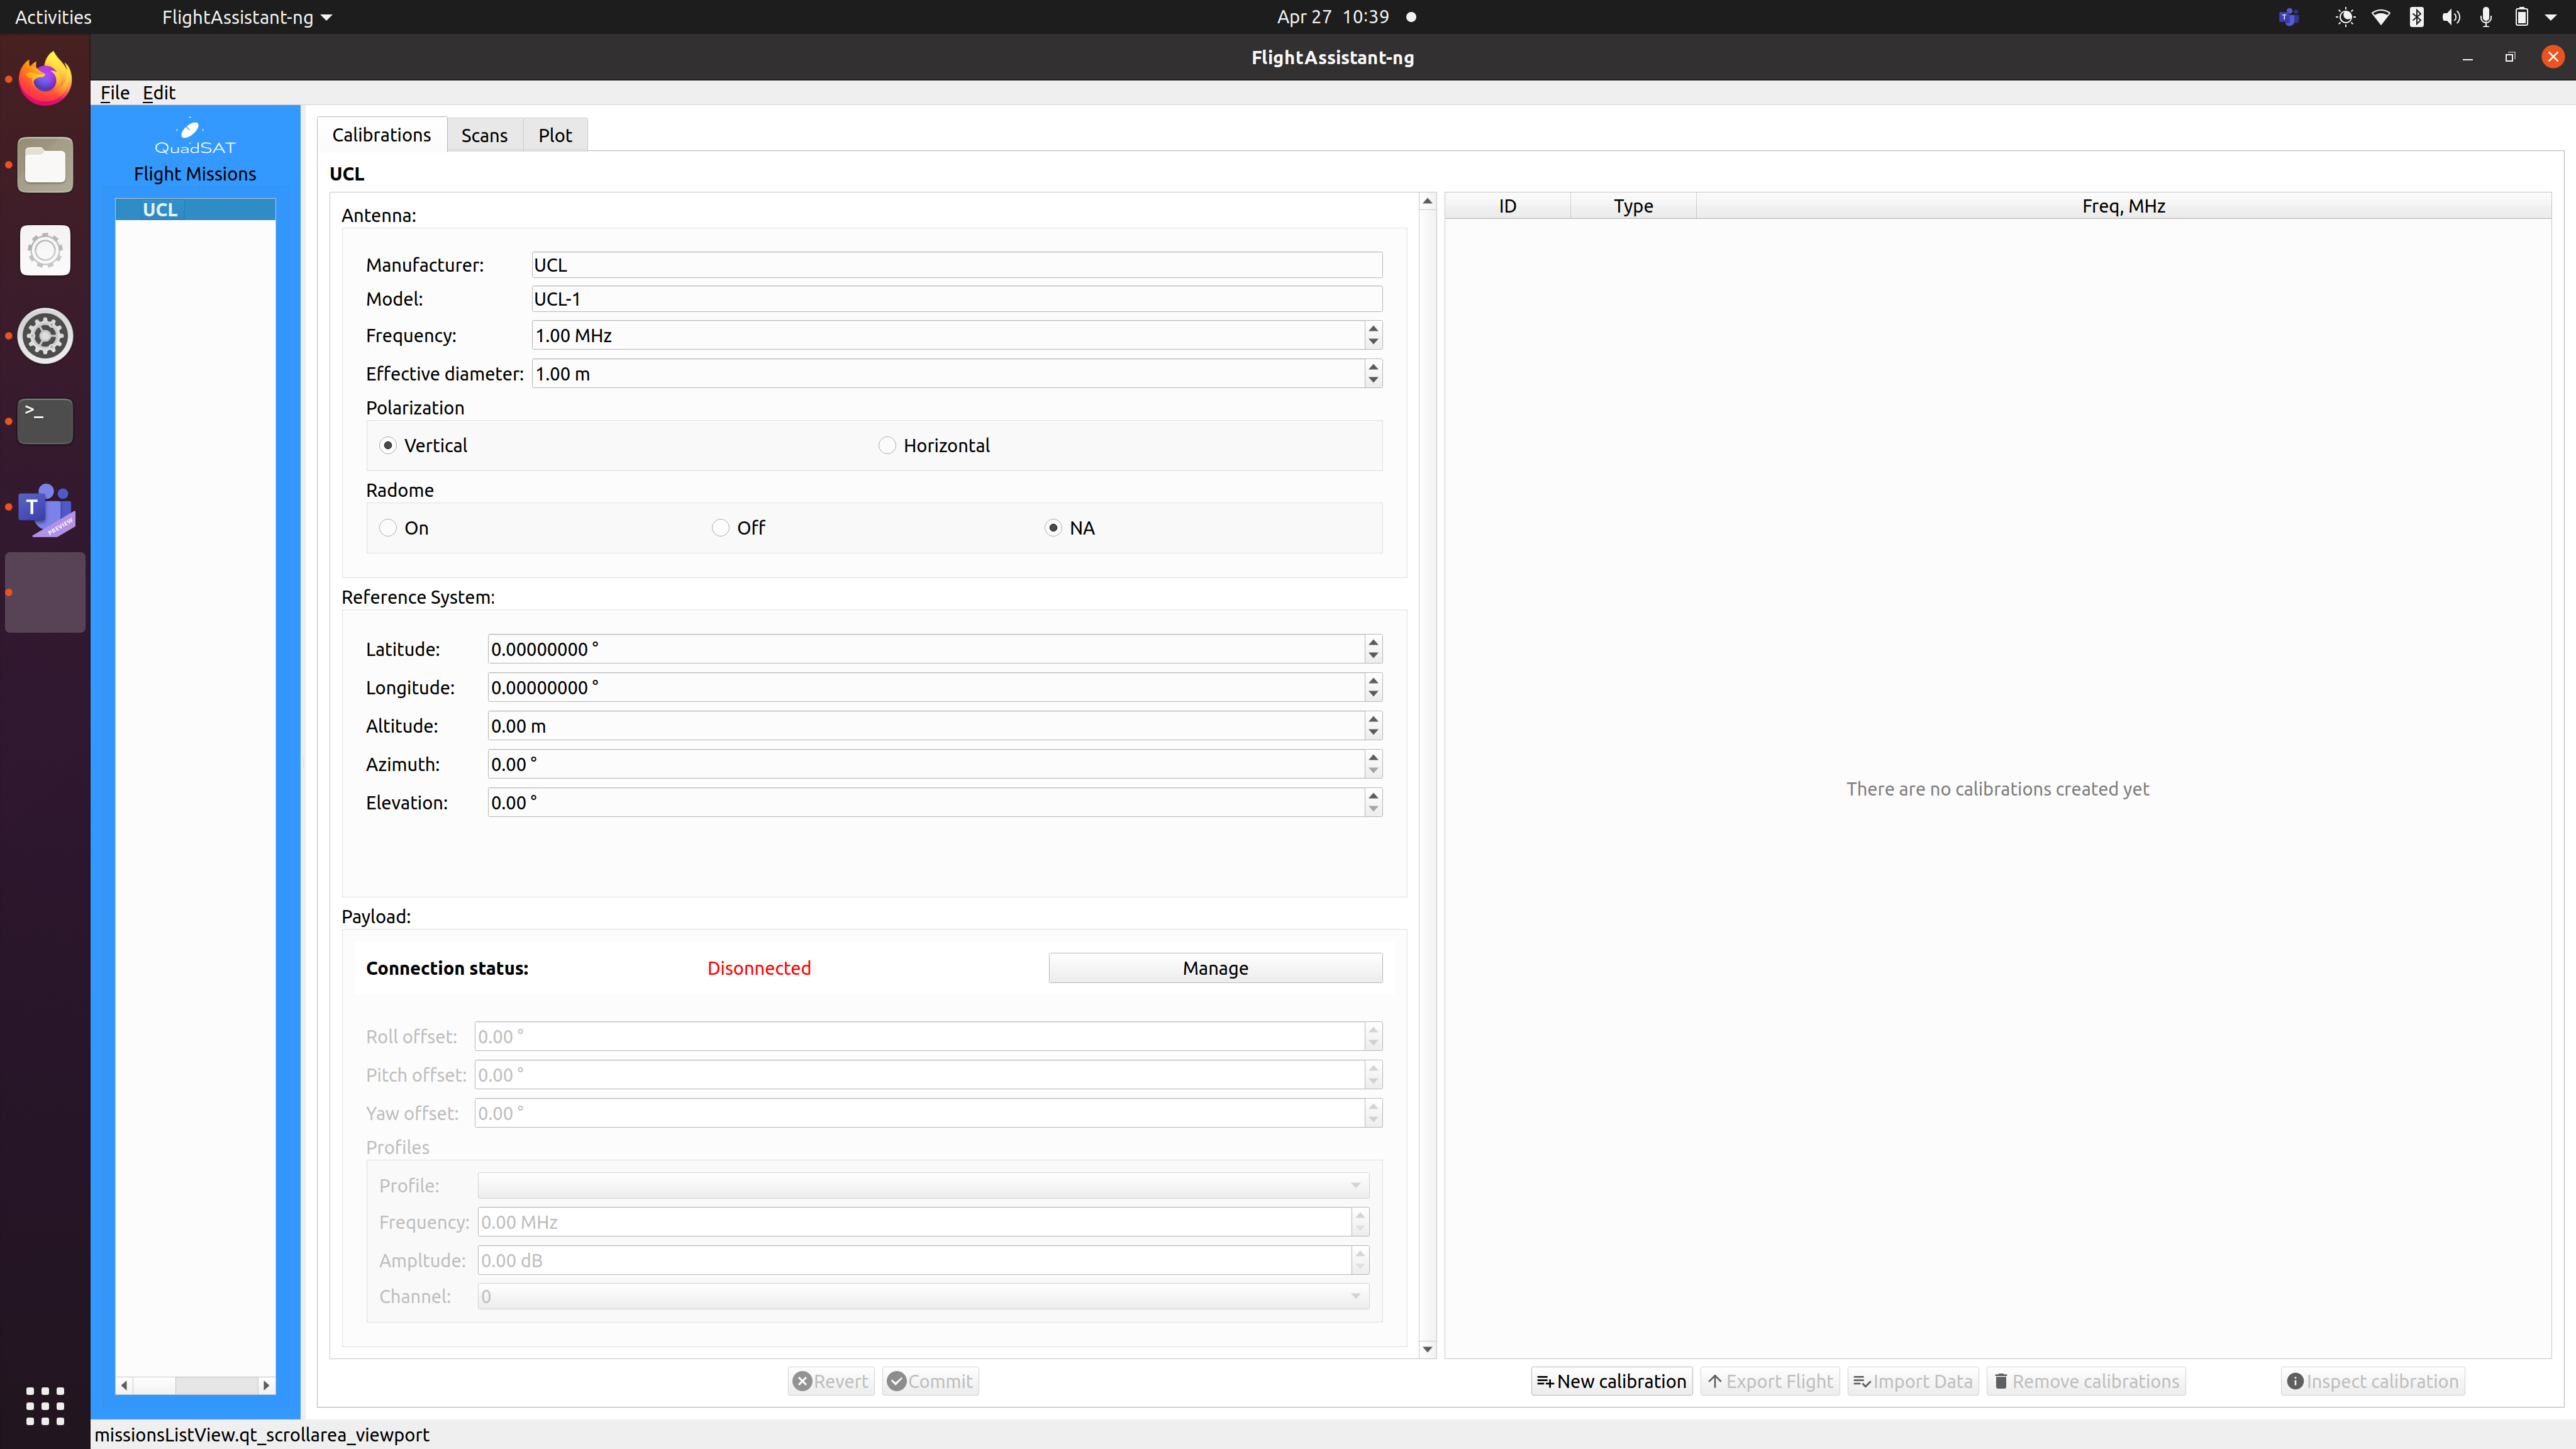 Activities FlightAssistant-ng Apr 27 10:39
FlightAssistant-ng
File Edit
QuadSAT
Flight Missions
UCL
Calibrations Scans Plot
UCL
Antenna:
Manufacturer: UCL
Model: UCL-1
Frequency: 1.00 MHz
Effective diameter: 1.00 m
Polarization
Vertical Horizontal
Radome
On Off NA
Reference System:
Latitude: 0.00000000 °
Longitude: 0.00000000 °
Altitude: 0.00 m
Azimuth: 0.00 °
Elevation: 0.00 °
Payload:
Connection status: Disonnected Manage
Roll offset: 0.00 °
Pitch offset: 0.00 °
Yaw offset: 0.00 °
Profiles
Profile:
Frequency: 0.00 MHz
Ampltude: 0.00 dB
Channel: 0
Revert Commit
ID Type Freq, MHz
There are no calibrations created yet
New calibration Export Flight Import Data Remove calibrations Inspect calibration
missionsListView.qt_scrollarea_viewport
T
PREVIEW
>_